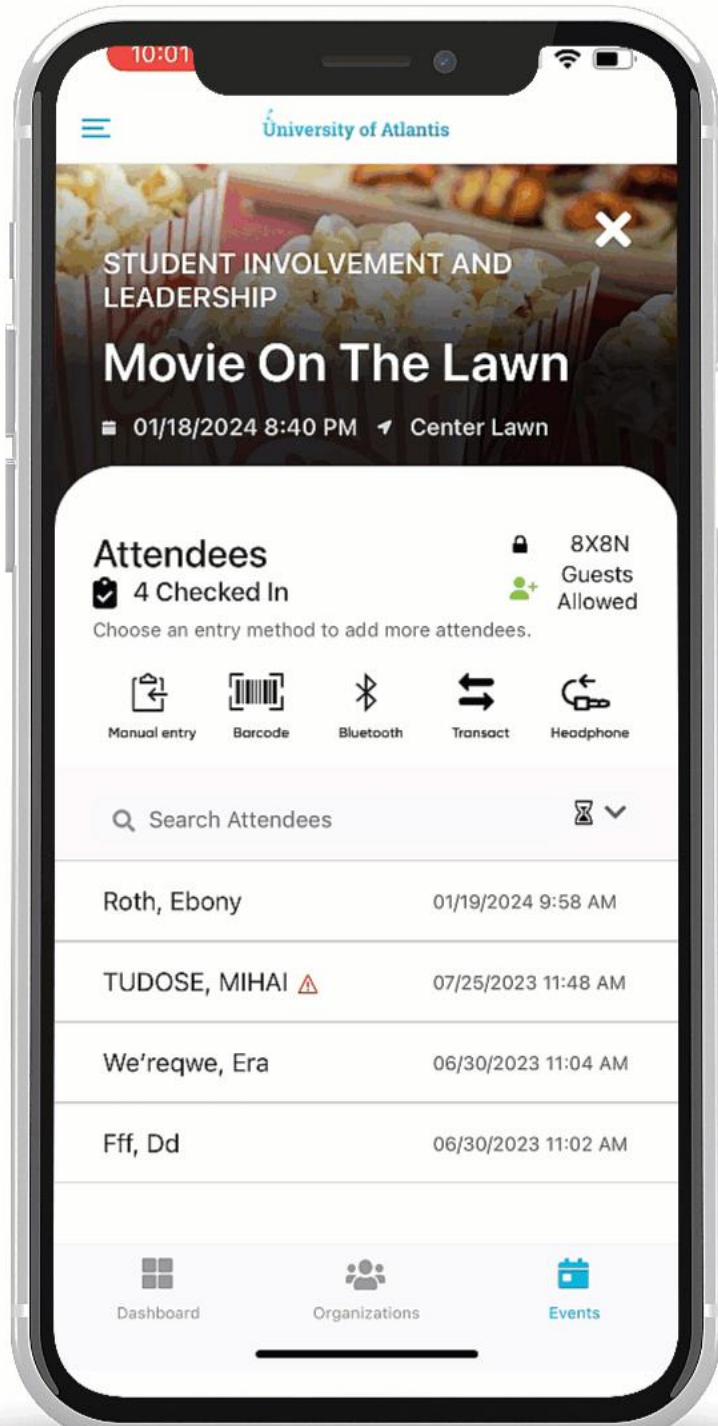 10:01
University of Atlantis
STUDENT INVOLVEMENT AND
LEADERSHIP
Movie On The Lawn
01/18/2024 8:40 PM Center Lawn
Attendees
8X8N
4 Checked In
Guests
Allowed
Choose an entry method to add more attendees.
Manual entry Barcode Bluetooth Transact Headphone
Search Attendees
Roth, Ebony 01/19/2024 9:58 AM
TUDOSE, MIHAI 07/25/2023 11:48 AM
We'reqwe, Era 06/30/2023 11:04 AM
Fff, Dd 06/30/2023 11:02 AM
Dashboard Organizations Events